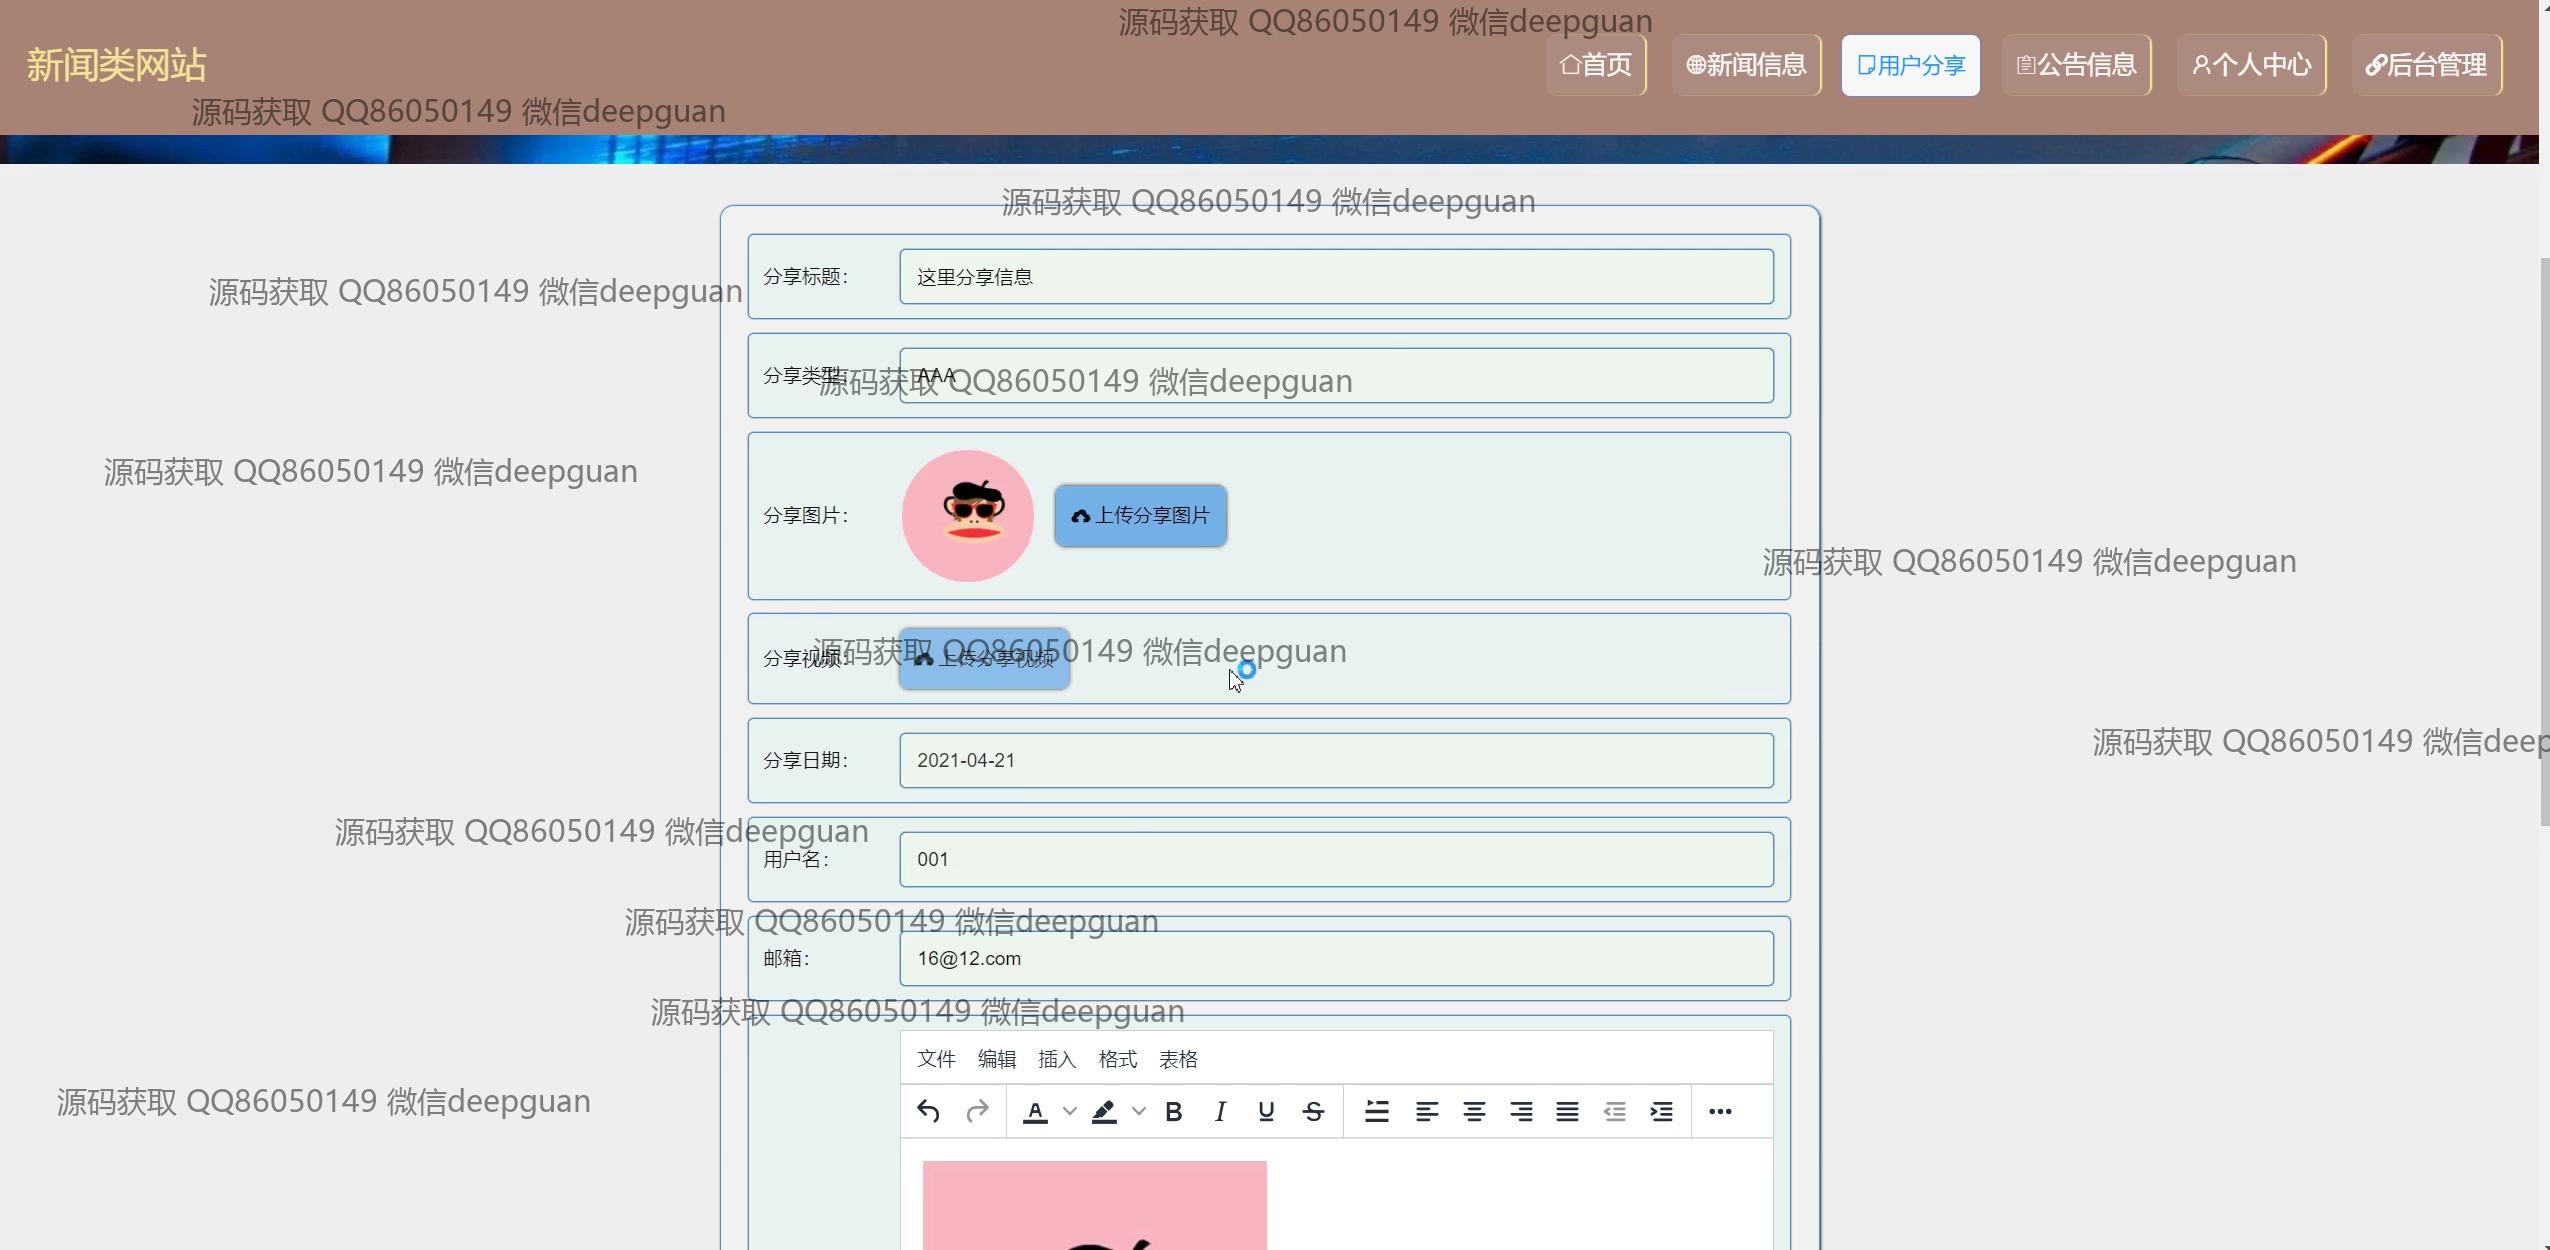 源码获取 QQ86050149 微信deepguan
新闻类网站
首页 新闻信息 用户分享 公告信息 个人中心 后台管理
源码获取 QQ86050149 微信deepguan
源码获取 QQ86050149 微信deepguan
分享标题： 这里分享信息
源码获取 QQ86050149 微信deepguan
分享类型： AAA
源码获取 QQ86050149 微信deepguan
源码获取 QQ86050149 微信deepguan
分享图片： 上传分享图片
源码获取 QQ86050149 微信deepguan
分享视频： 上传分享视频
源码获取 QQ86050149 微信deepguan
源码获取 QQ86050149 微信deep
分享日期： 2021-04-21
源码获取 QQ86050149 微信deepguan
用户名： 001
源码获取 QQ86050149 微信deepguan
邮箱： 16@12.com
源码获取 QQ86050149 微信deepguan
文件 编辑 插入 格式 表格
源码获取 QQ86050149 微信deepguan
A B I U S